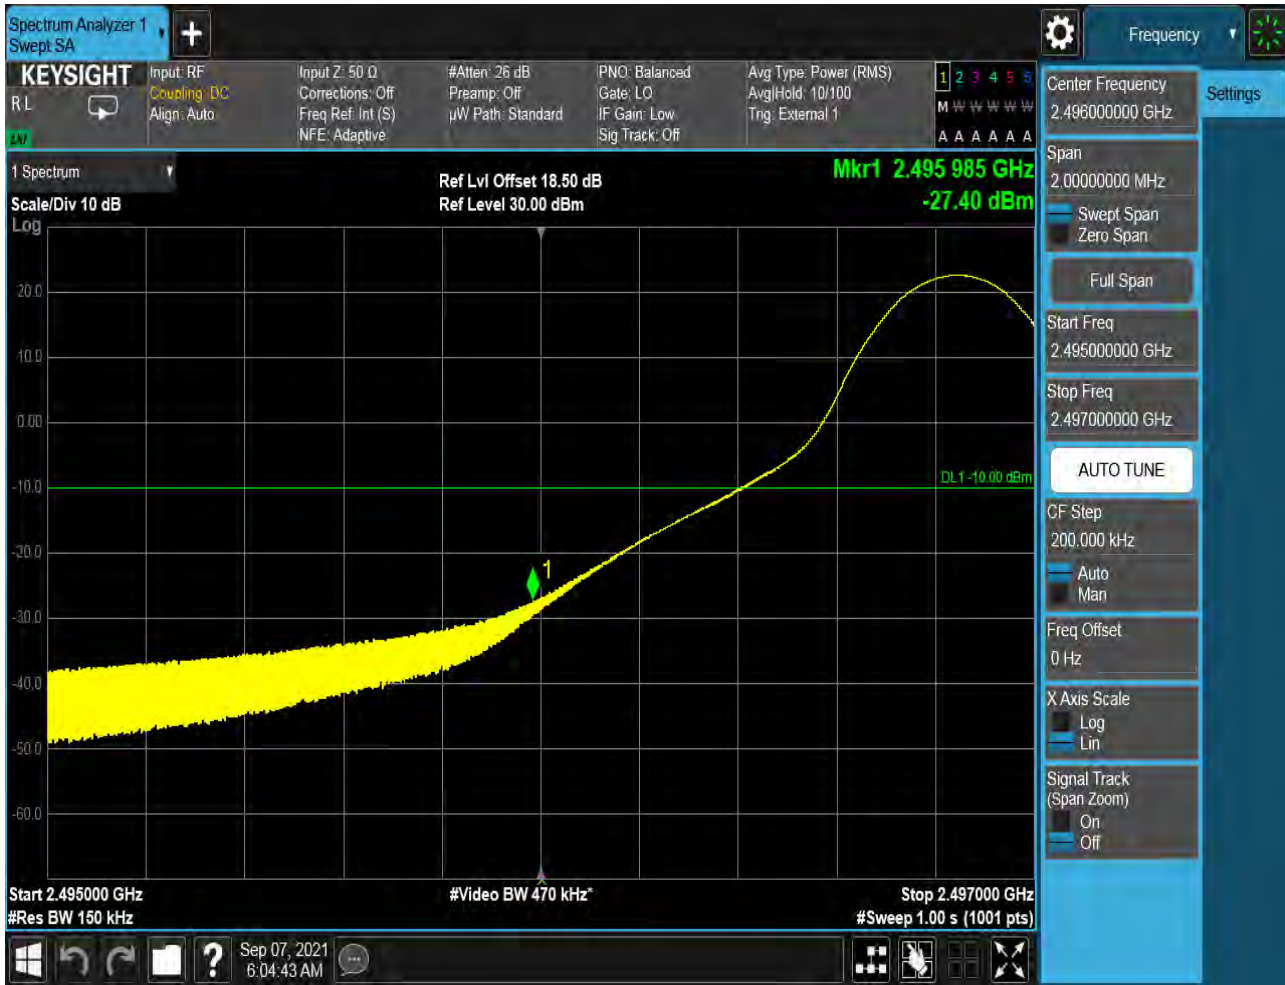 Spectrum Analyzer 1
Swept SA
Frequency
KEYSIGHT
R L
Input: RF
Coupling: DC
Align: Auto
Input Z: 50 Ω
Corrections: Off
Freq Ref: Int (S)
NFE: Adaptive
#Atten: 26 dB
Preamp: Off
µW Path: Standard
PNO: Balanced
Gate: LO
IF Gain: Low
Sig Track: Off
Avg Type: Power (RMS)
Avg|Hold: 10/100
Trig: External 1
1 2 3 4 5 6
M W W W W W
A A A A A A
1 Spectrum
Scale/Div 10 dB
Log
Ref Lvl Offset 18.50 dB
Ref Level 30.00 dBm
Mkr1 2.495 985 GHz
-27.40 dBm
20.0
10.0
0.00
-10.0
-20.0
-30.0
-40.0
-50.0
-60.0
DL1 -10.00 dBm
1
Start 2.495000 GHz
#Res BW 150 kHz
#Video BW 470 kHz*
Stop 2.497000 GHz
#Sweep 1.00 s (1001 pts)
Center Frequency
2.496000000 GHz
Settings
Span
2.00000000 MHz
Swept Span
Zero Span
Full Span
Start Freq
2.495000000 GHz
Stop Freq
2.497000000 GHz
AUTO TUNE
CF Step
200.000 kHz
Auto
Man
Freq Offset
0 Hz
X Axis Scale
Log
Lin
Signal Track
(Span Zoom)
On
Off
?
Sep 07, 2021
6:04:43 AM